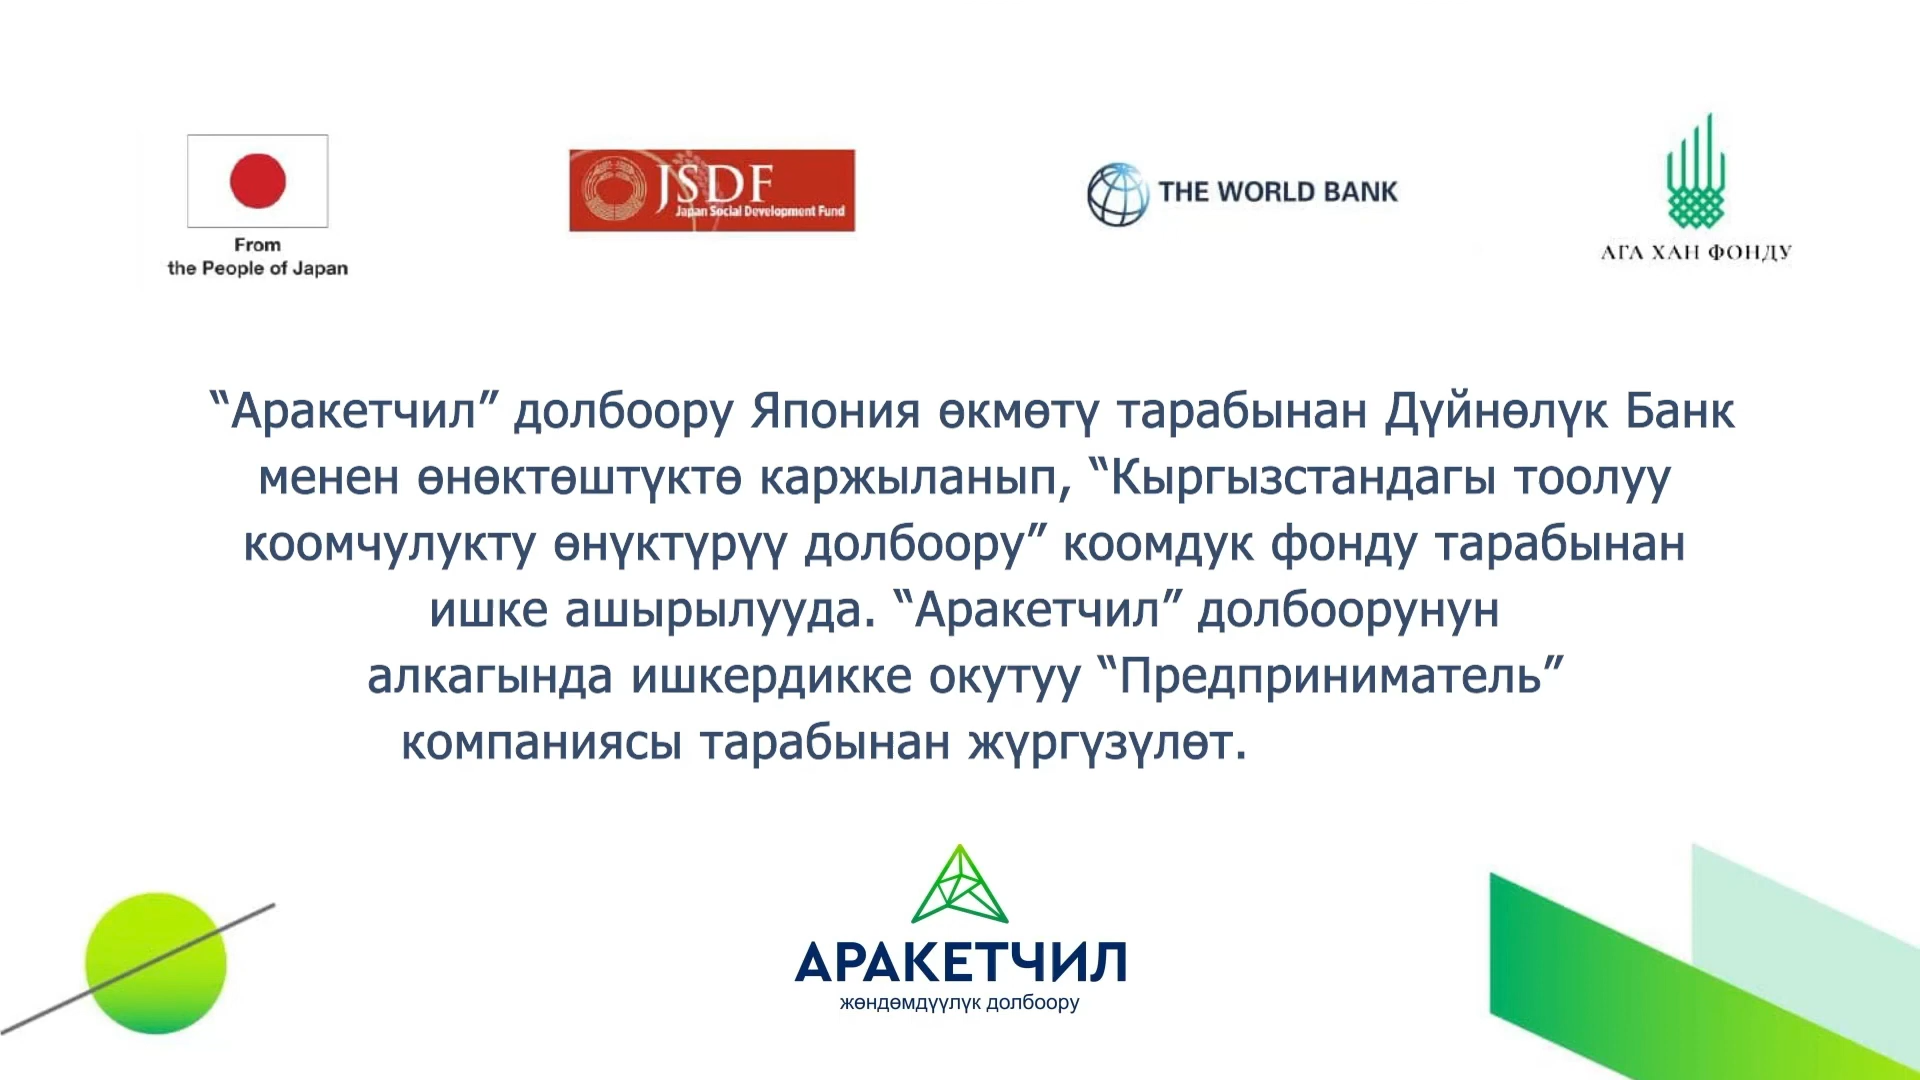 From
the People of Japan
JSDF
Japan Social Development Fund
THE WORLD BANK
АГА ХАН ФОНДУ
“Аракетчил” долбоору Япония өкмөтү тарабынан Дүйнөлүк Банк
менен өнөктөштүктө каржыланып, “Кыргызстандагы тоолуу
коомчулукту өнүктүрүү долбоору” коомдук фонду тарабынан
ишке ашырылууда. “Аракетчил” долбоорунун
алкагында ишкердикке окутуу “Предприниматель”
компаниясы тарабынан жүргүзүлөт.
АРАКЕТЧИЛ
жөндөмдүүлүк долбоору